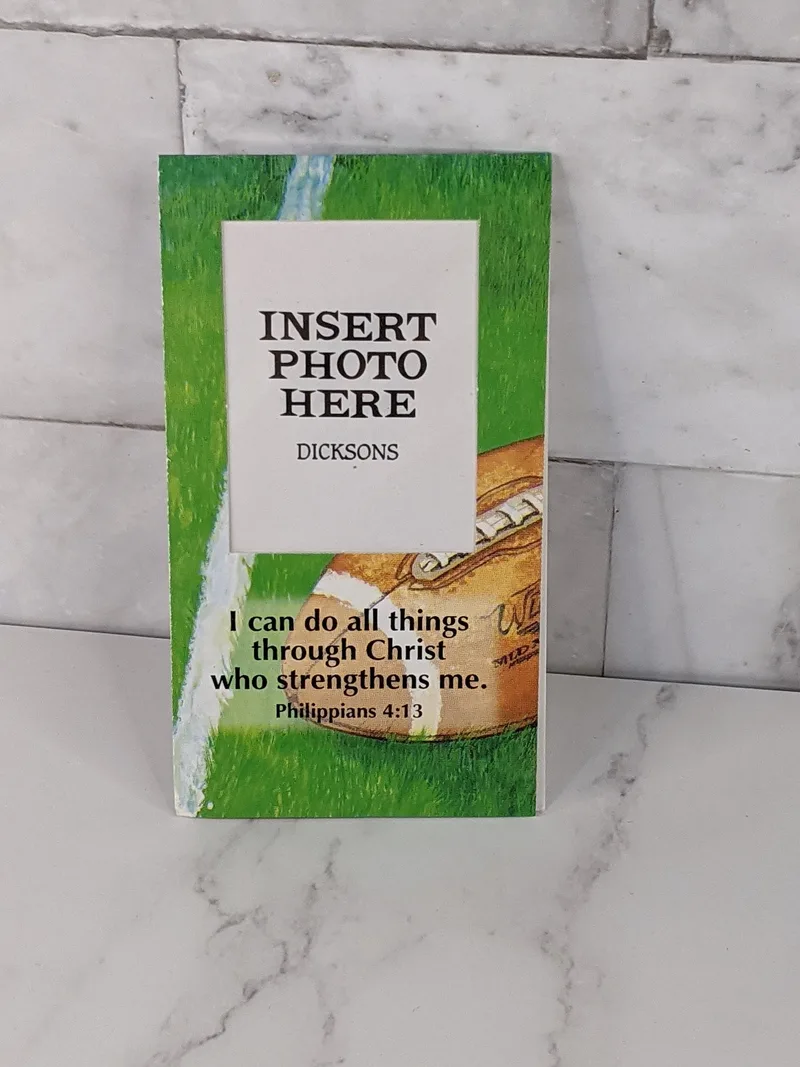 INSERT
PHOTO
HERE
DICKSONS
I can do all things
through Christ
who strengthens me.
Philippians 4:13